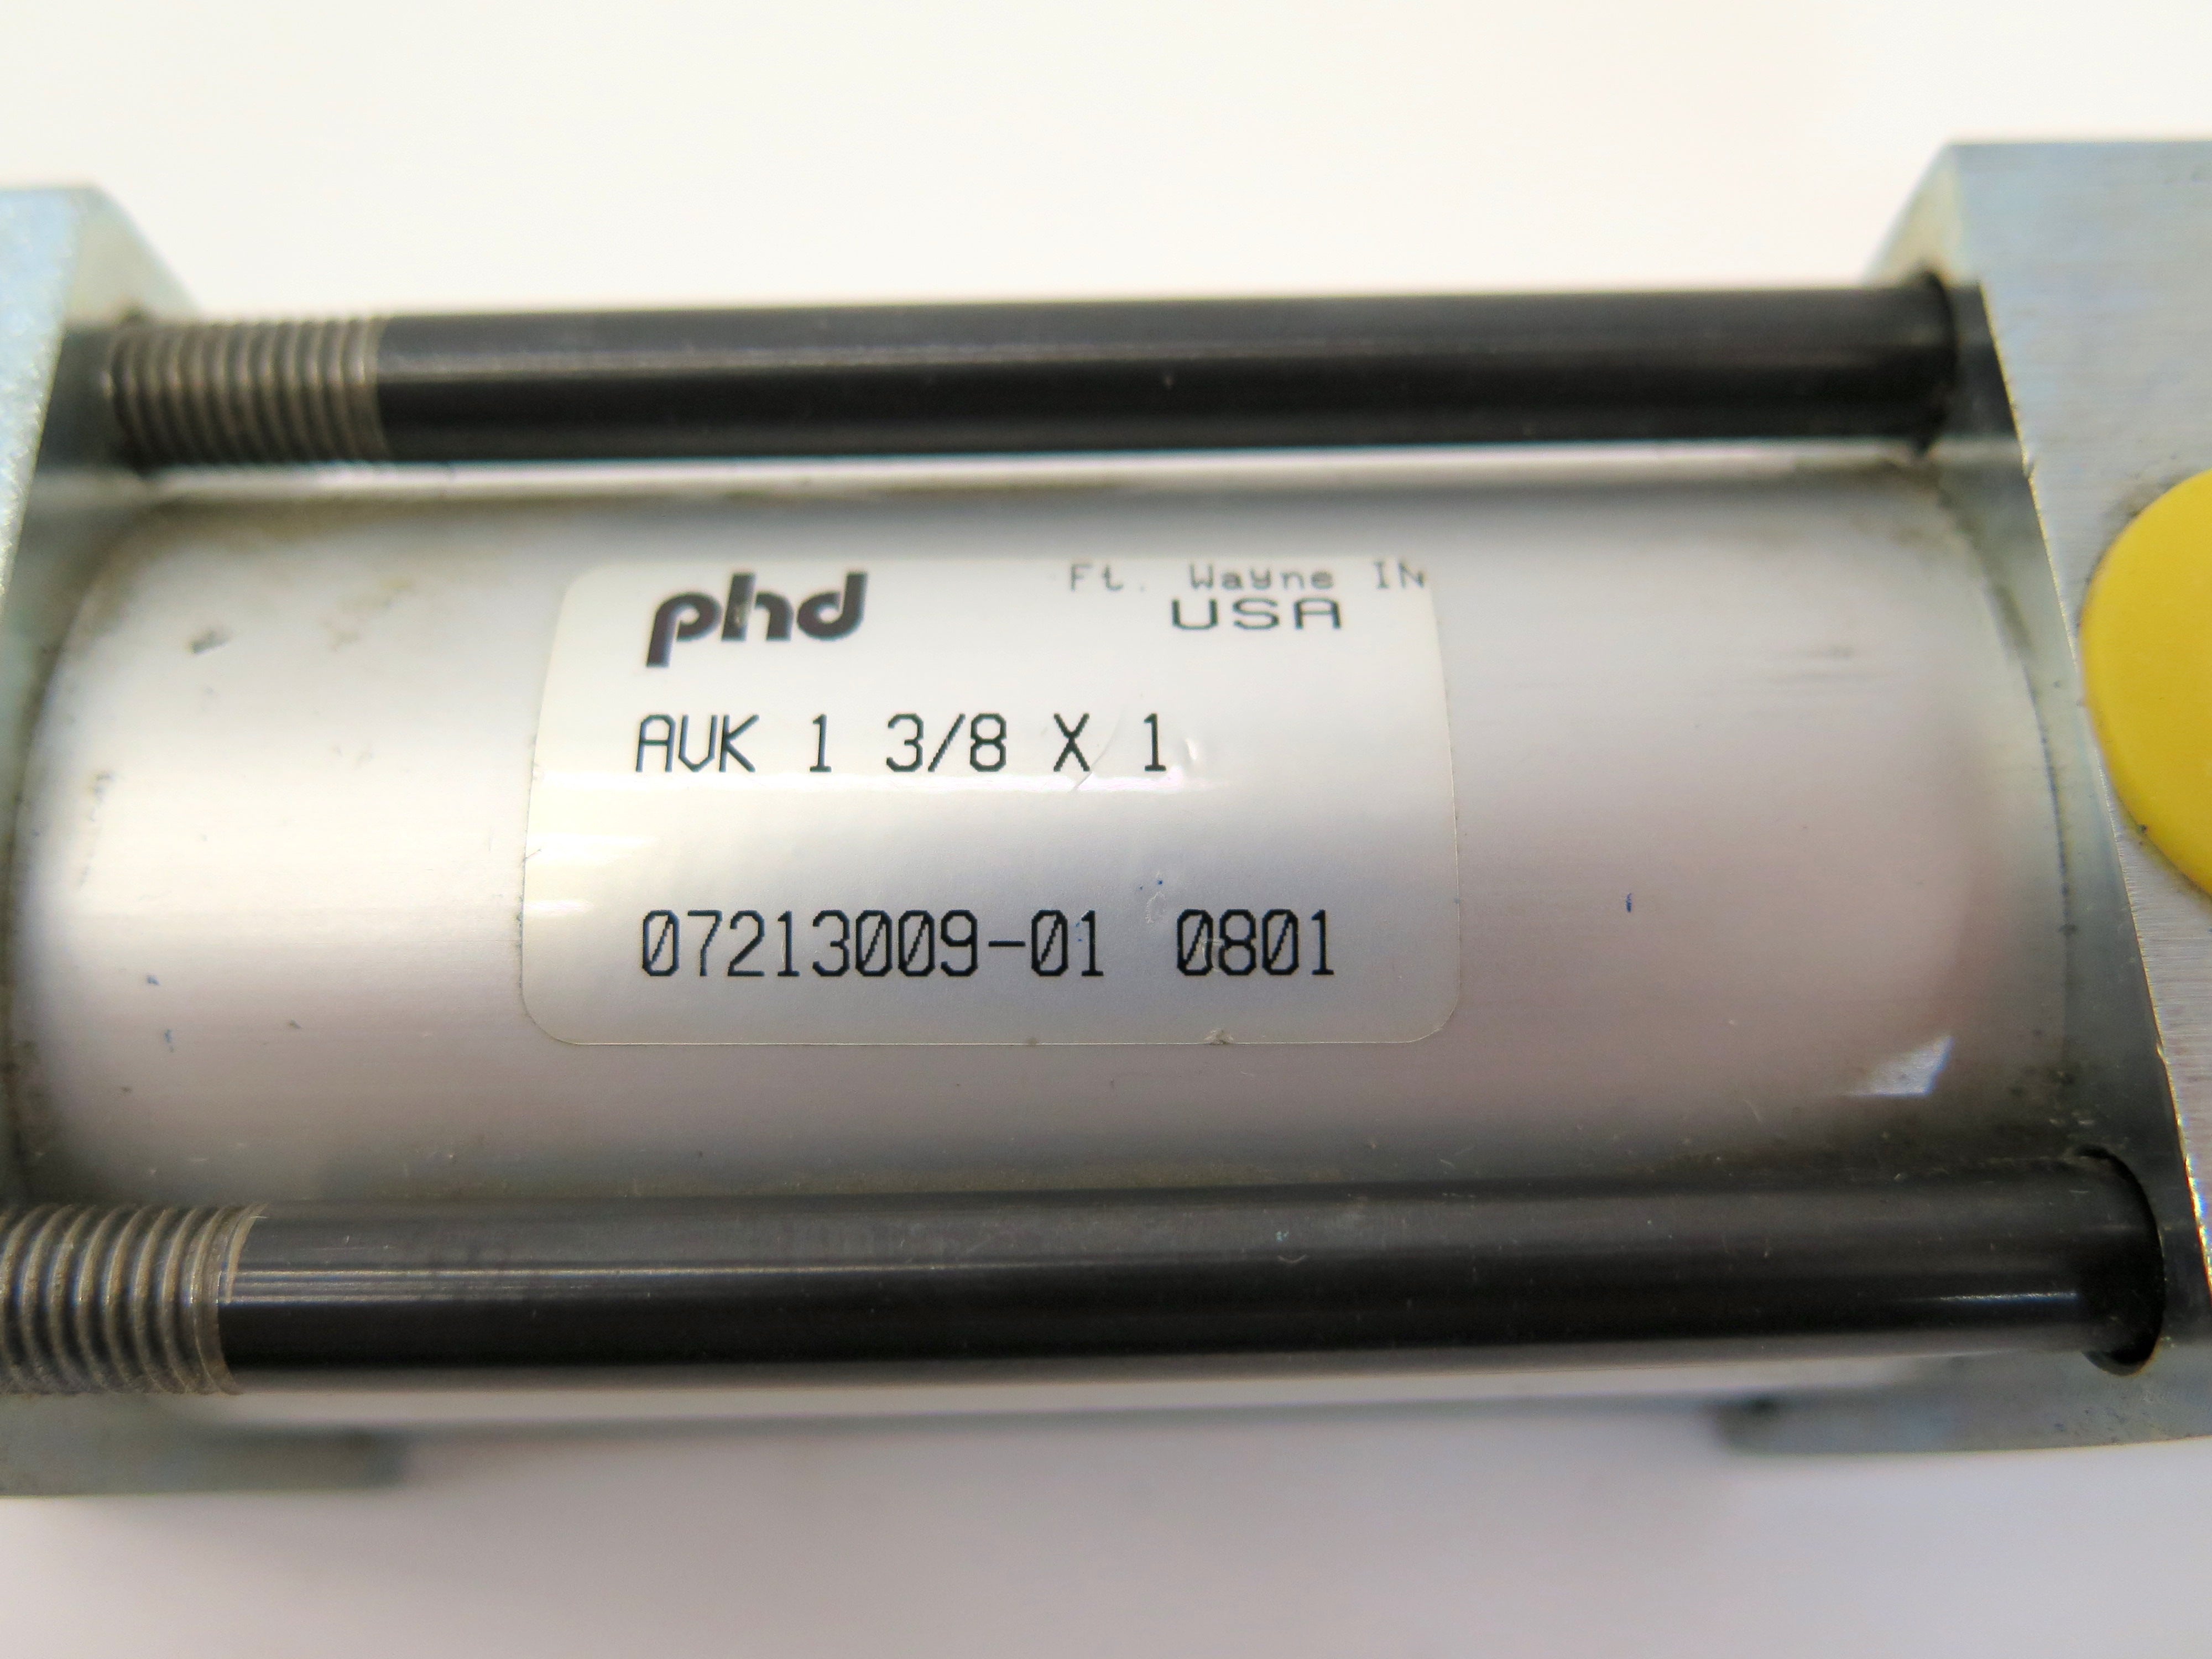 phd Ft. Wayne IN
USA
AVK 1 3/8 X 1
07213009-01 0801